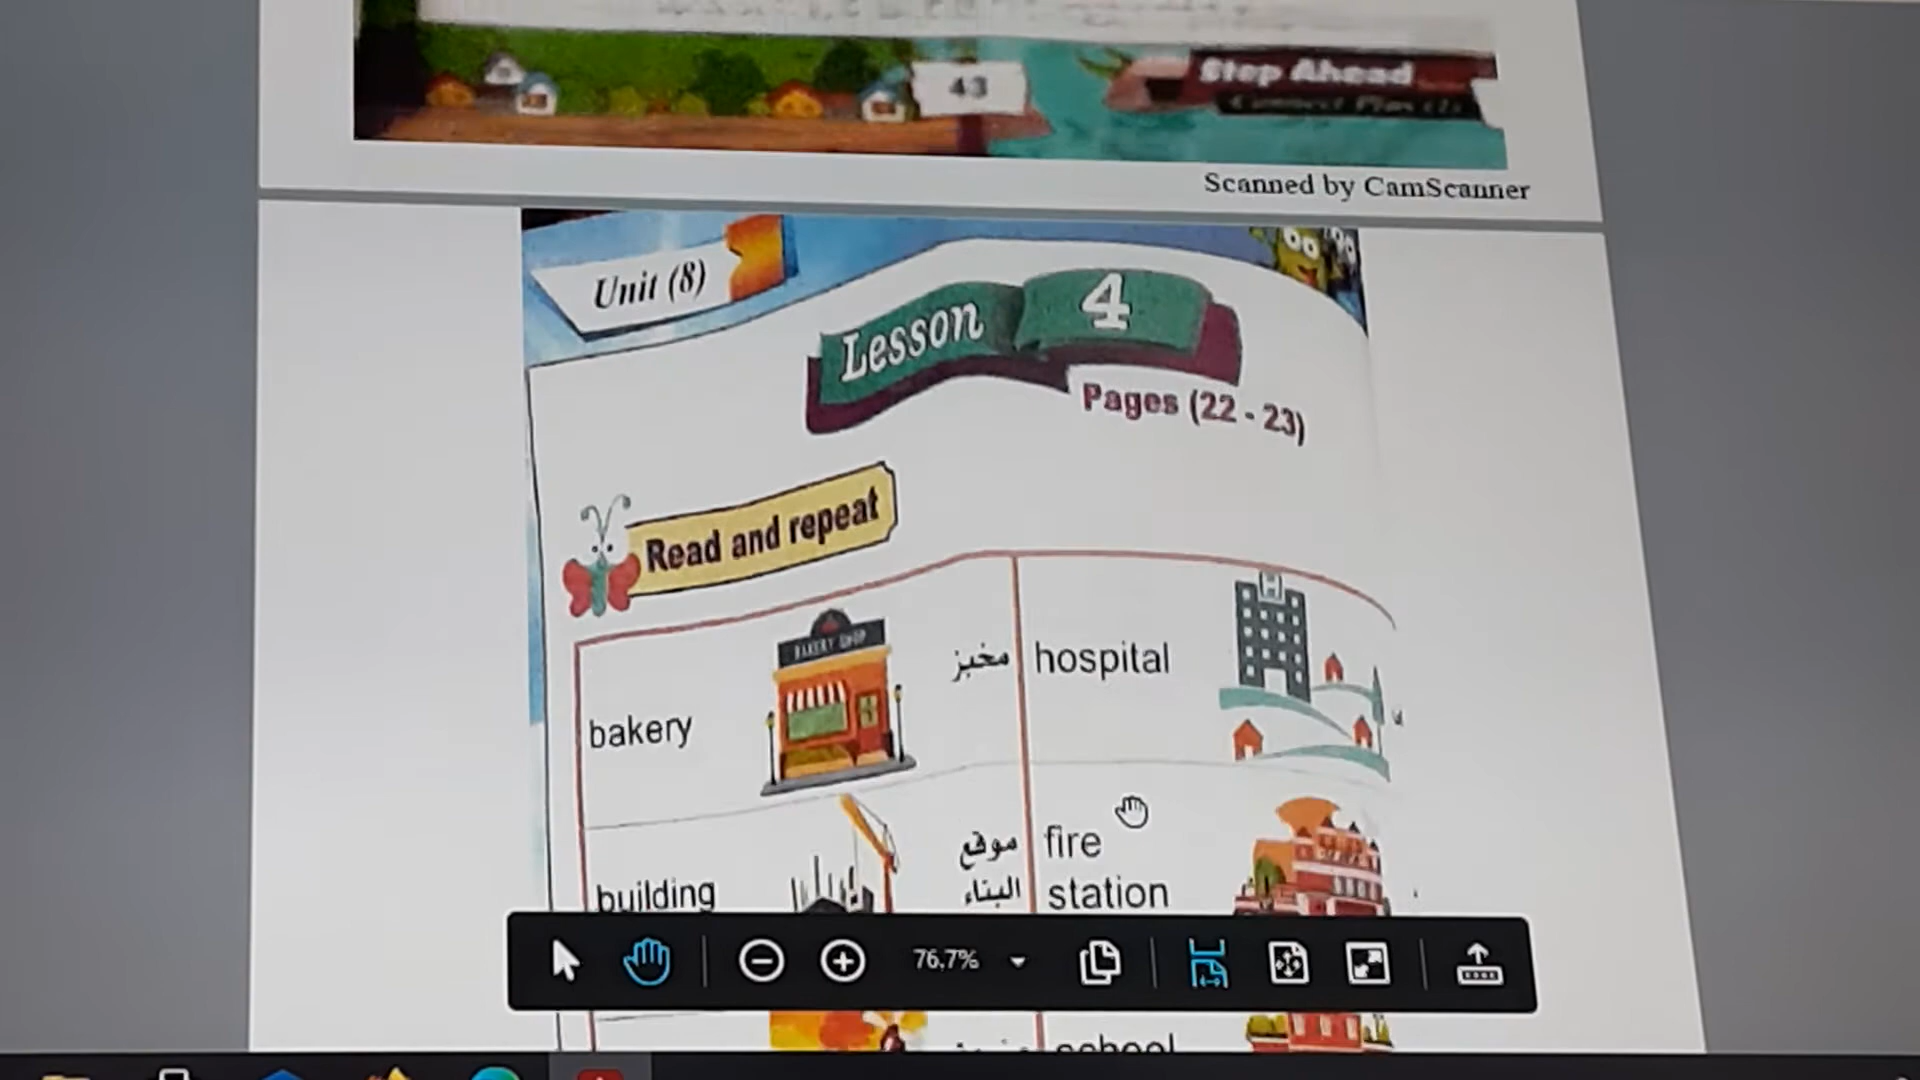 43
Step Ahead
Scanned by CamScanner
Unit (8)
Lesson 4
Pages (22 - 23)
Read and repeat
BAKERY SHOP
bakery
مخبز
hospital
H
building
موقع
البناء
fire
station
76,7%
school